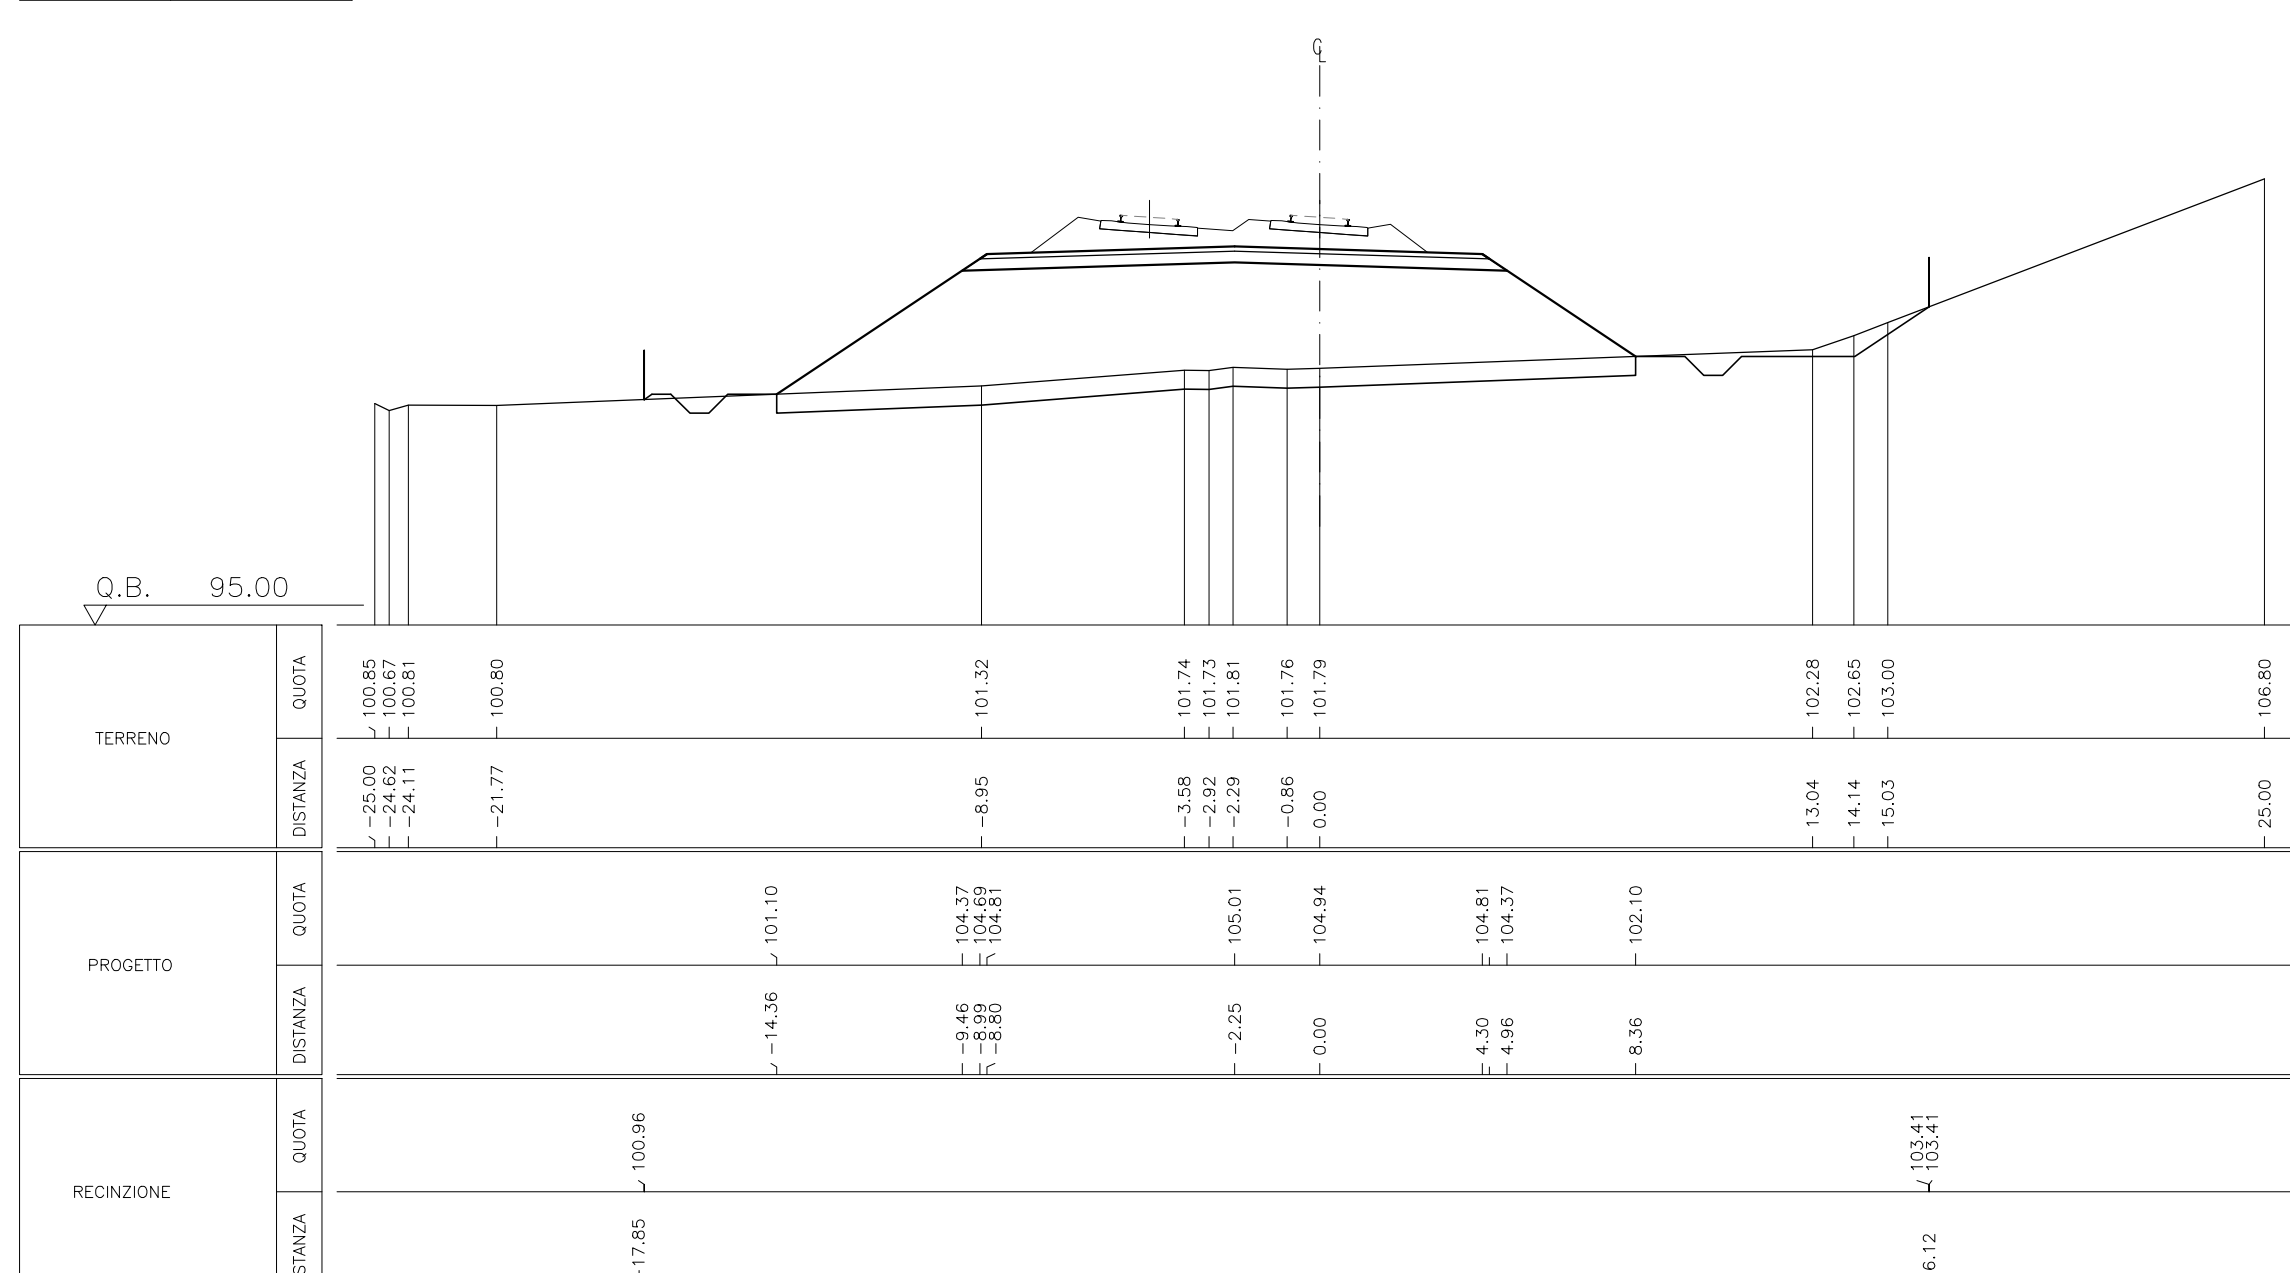 CL
Q.B. 95.00
TERRENO
QUOTA
100.85 100.67 100.81 100.80 101.32 101.74 101.73 101.81 101.76 101.79 102.28 102.65 103.00 106.80
DISTANZA
-25.00 -24.62 -24.11 -21.77 -8.95 -3.58 -2.92 -2.29 -0.86 0.00 13.04 14.14 15.03 25.00
PROGETTO
QUOTA
101.10 104.37 104.69 104.81 105.01 104.94 104.81 104.37 102.10
DISTANZA
-14.36 -9.46 -8.99 -8.80 -2.25 0.00 4.30 4.96 8.36
RECINZIONE
QUOTA
100.96 103.41 103.41
STANZA
-17.85 6.12